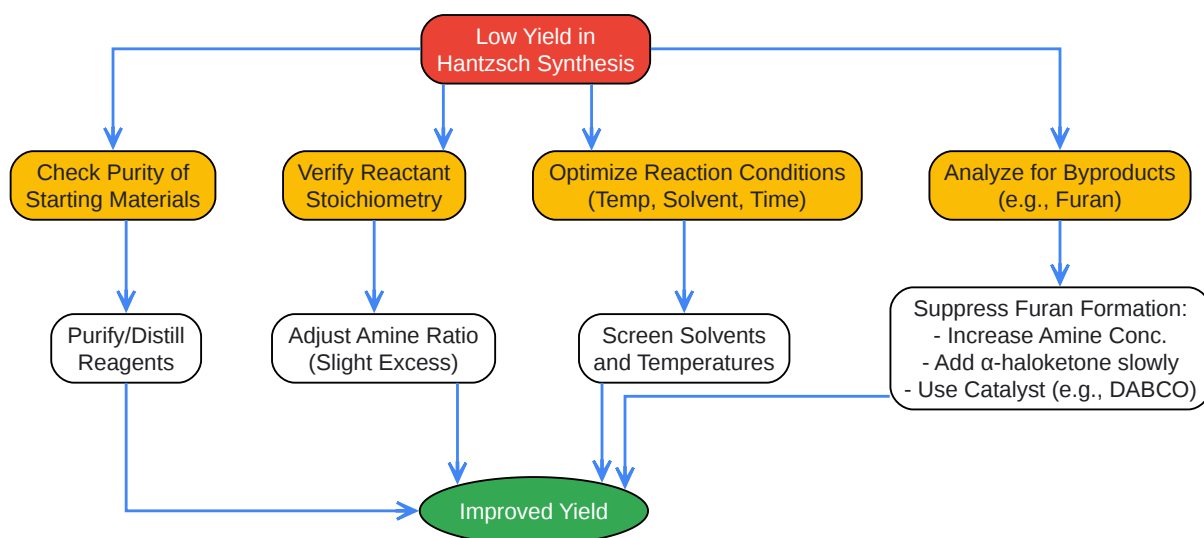 Low Yield in
Hantzsch Synthesis
Check Purity of
Starting Materials
Verify Reactant
Stoichiometry
Optimize Reaction Conditions
(Temp, Solvent, Time)
Analyze for Byproducts
(e.g., Furan)
Purify/Distill
Reagents
Adjust Amine Ratio
(Slight Excess)
Screen Solvents
and Temperatures
Suppress Furan Formation:
- Increase Amine Conc.
- Add α-haloketone slowly
- Use Catalyst (e.g., DABCO)
Improved Yield